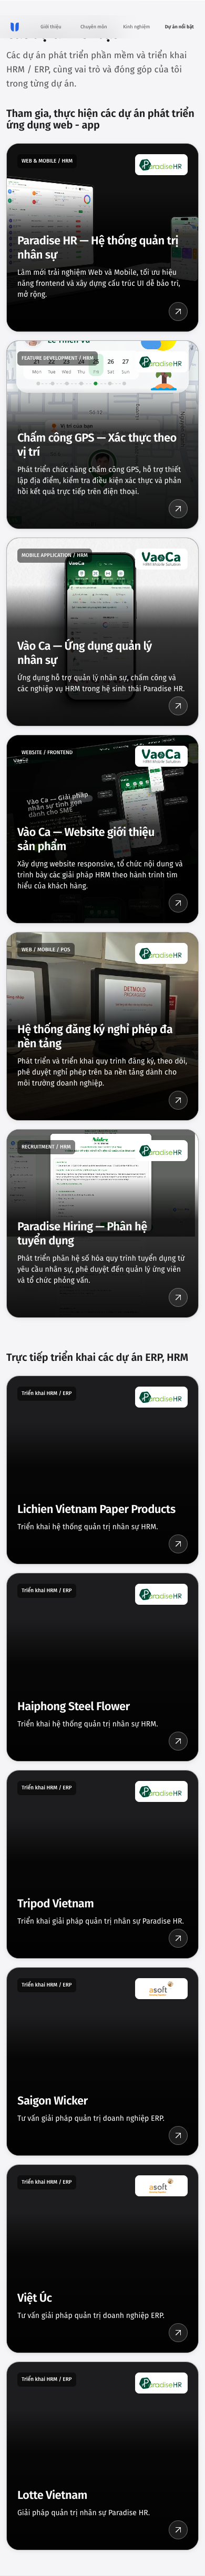 Giới thiệu
Chuyên môn
Kinh nghiệm
Dự án nổi bật
Các dự án phát triển phần mềm và triển khai
HRM / ERP, cùng vai trò và đóng góp của tôi
trong từng dự án.
Tham gia, thực hiện các dự án phát triển
ứng dụng web - app
WEB & MOBILE / HRM
ParadiseHR
Paradise HR — Hệ thống quản trị
nhân sự
Làm mới trải nghiệm Web và Mobile, tối ưu hiệu
năng frontend và xây dựng cấu trúc UI dễ bảo trì,
mở rộng.
FEATURE DEVELOPMENT / HRM
ParadiseHR
Chấm công GPS — Xác thực theo
vị trí
Phát triển chức năng chấm công GPS, hỗ trợ thiết
lập địa điểm, kiểm tra điều kiện xác thực và phản
hồi kết quả trực tiếp trên điện thoại.
MOBILE APPLICATION / HRM
VaoCa
HRM Mobile Solution
Vào Ca — Ứng dụng quản lý
nhân sự
Ứng dụng hỗ trợ quản lý nhân sự, chấm công và
các nghiệp vụ HRM trong hệ sinh thái Paradise HR.
WEBSITE / FRONTEND
VaoCa
HRM Mobile Solution
Vào Ca — Giải pháp
nhân sự tinh gọn
dành cho SME
Vào Ca — Website giới thiệu
sản phẩm
Xây dựng website responsive, tổ chức nội dung và
trình bày các giải pháp HRM theo hành trình tìm
hiểu của khách hàng.
WEB / MOBILE / POS
ParadiseHR
DETMOLD
PACKAGING
Hệ thống đăng ký nghỉ phép đa
nền tảng
Phát triển và triển khai quy trình đăng ký, theo dõi,
phê duyệt nghỉ phép trên ba nền tảng dành cho
môi trường doanh nghiệp.
RECRUITMENT / HRM
ParadiseHR
Paradise Hiring — Phân hệ
tuyển dụng
Phát triển phần số hóa quy trình tuyển dụng từ
yêu cầu nhân sự, phê duyệt đến quản lý ứng viên
và tổ chức phỏng vấn.
Trực tiếp triển khai các dự án ERP, HRM
Triển khai HRM / ERP
ParadiseHR
Lichien Vietnam Paper Products
Triển khai hệ thống quản trị nhân sự HRM.
Triển khai HRM / ERP
ParadiseHR
Haiphong Steel Flower
Triển khai hệ thống quản trị nhân sự HRM.
Triển khai HRM / ERP
ParadiseHR
Tripod Vietnam
Triển khai giải pháp quản trị nhân sự Paradise HR.
Triển khai HRM / ERP
asoft
Saigon Wicker
Tư vấn giải pháp quản trị doanh nghiệp ERP.
Triển khai HRM / ERP
asoft
Việt Úc
Tư vấn giải pháp quản trị doanh nghiệp ERP.
Triển khai HRM / ERP
ParadiseHR
Lotte Vietnam
Giải pháp quản trị nhân sự Paradise HR.